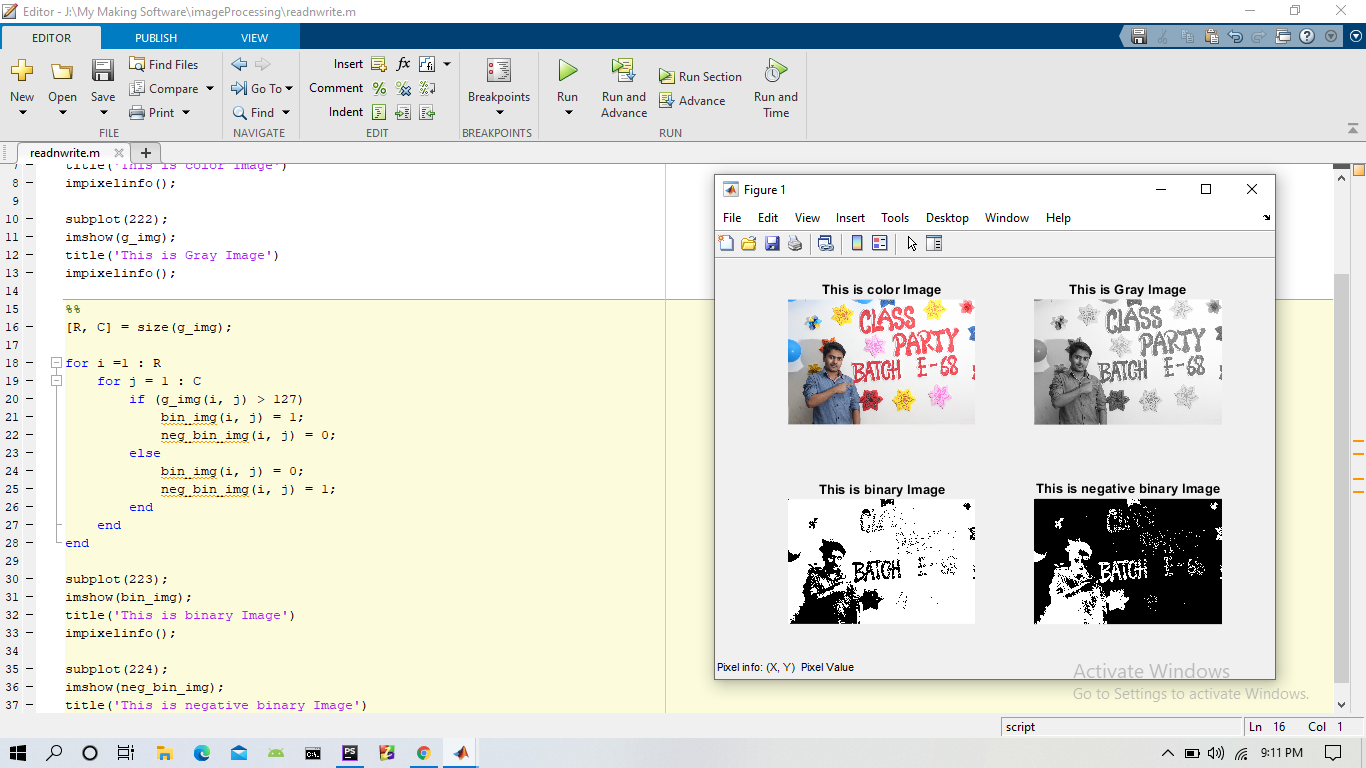 Editor - J:\My Making Software\imageProcessing\readnwrite.m
EDITOR PUBLISH VIEW
New Open Save Find Files Compare Print
FILE
Go To Find
NAVIGATE
Insert fx
Comment
Indent
EDIT
Breakpoints
BREAKPOINTS
Run Run and Advance Run Section Advance Run and Time
RUN
readnwrite.m
7 title('This is color Image')
8 impixelinfo();
9
10 subplot(222);
11 imshow(g_img);
12 title('This is Gray Image')
13 impixelinfo();
14
15 %%
16 [R, C] = size(g_img);
17
18 for i =1 : R
19 for j = 1 : C
20 if (g_img(i, j) > 127)
21 bin_img(i, j) = 1;
22 neg_bin_img(i, j) = 0;
23 else
24 bin_img(i, j) = 0;
25 neg_bin_img(i, j) = 1;
26 end
27 end
28 end
29
30 subplot(223);
31 imshow(bin_img);
32 title('This is binary Image')
33 impixelinfo();
34
35 subplot(224);
36 imshow(neg_bin_img);
37 title('This is negative binary Image')
Figure 1
File Edit View Insert Tools Desktop Window Help
This is color Image
CLASS
PARTY
BATCH E-68
This is Gray Image
CLASS
PARTY
BATCH E-68
This is binary Image
BATCH E-68
This is negative binary Image
BATCH E-68
Pixel info: (X, Y) Pixel Value
Activate Windows
Go to Settings to activate Windows.
script Ln 16 Col 1
PS
9:11 PM